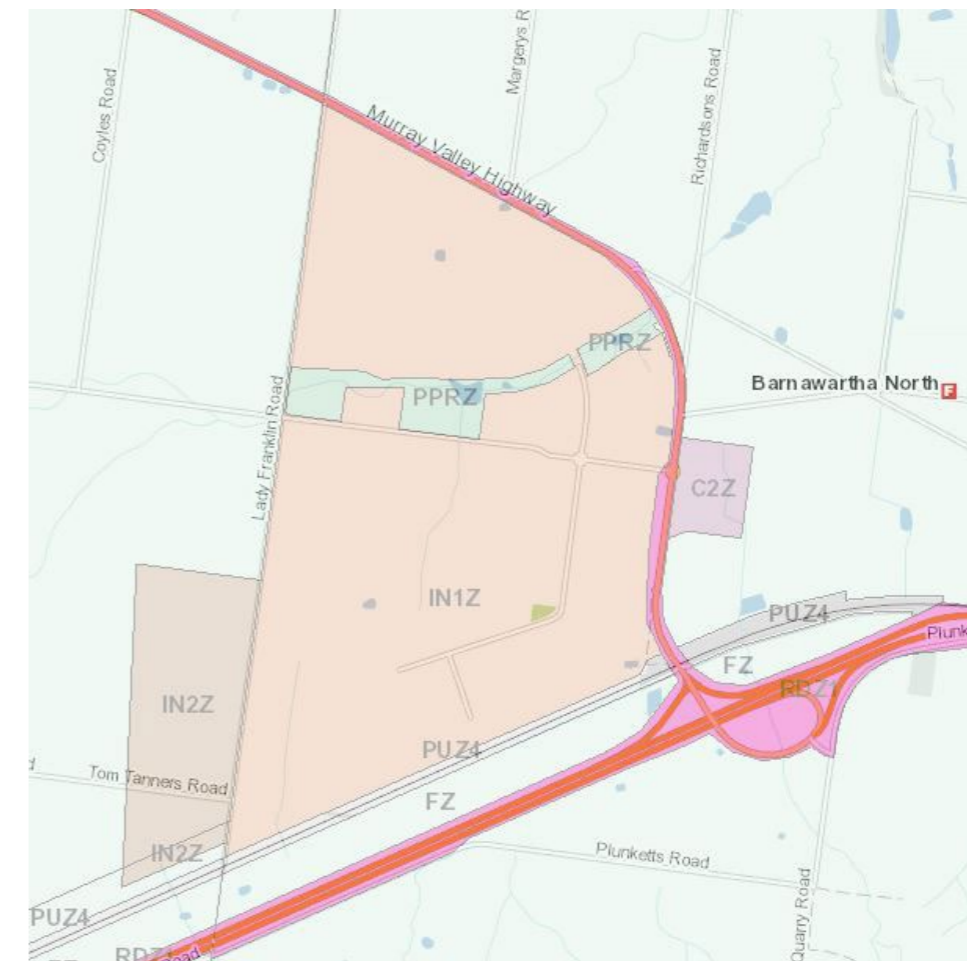 Margerys R
Coyles Road
Richardsons Road
Murray Valley Highway
PPRZ
Barnawartha North
F
PPRZ
Lady Franklin Road
C2Z
IN1Z
PUZ4
Plunk
FZ
RDZ1
IN2Z
PUZ4
Tom Tanners Road
FZ
IN2Z
Plunketts Road
Quarry Road
PUZ4